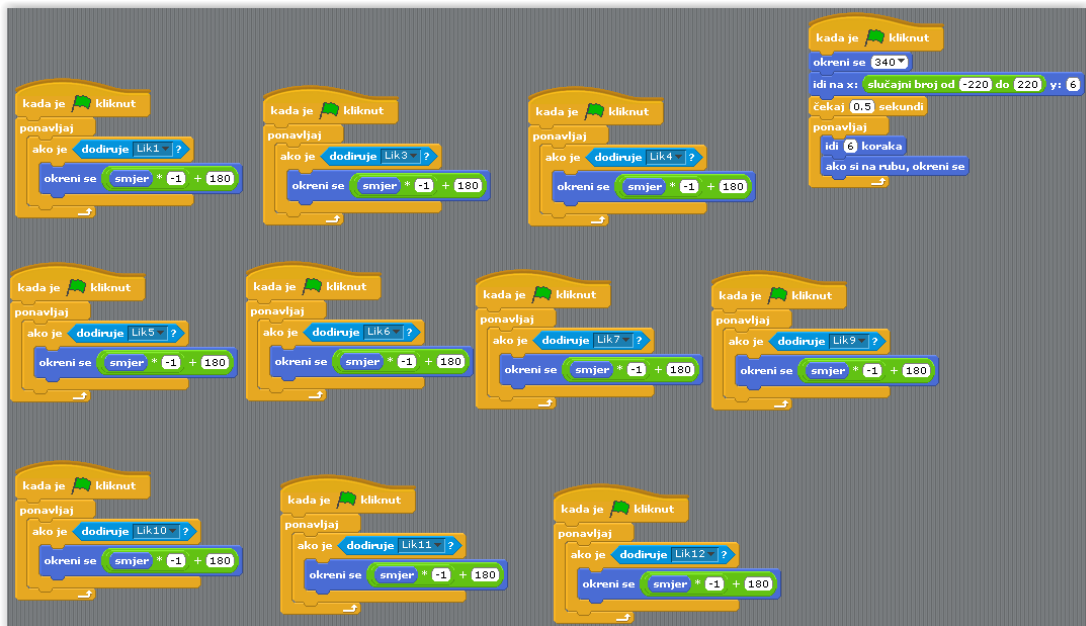 kada je kliknut
okreni se 340
idi na x: slučajni broj od -220 do 220 y: 6
čekaj 0.5 sekundi
ponavljaj
idi 6 koraka
ako si na rubu, okreni se
kada je kliknut
ponavljaj
ako je dodiruje Lik1 ?
okreni se smjer * -1 + 180
kada je kliknut
ponavljaj
ako je dodiruje Lik3 ?
okreni se smjer * -1 + 180
kada je kliknut
ponavljaj
ako je dodiruje Lik4 ?
okreni se smjer * -1 + 180
kada je kliknut
ponavljaj
ako je dodiruje Lik5 ?
okreni se smjer * -1 + 180
kada je kliknut
ponavljaj
ako je dodiruje Lik6 ?
okreni se smjer * -1 + 180
kada je kliknut
ponavljaj
ako je dodiruje Lik7 ?
okreni se smjer * -1 + 180
kada je kliknut
ponavljaj
ako je dodiruje Lik9 ?
okreni se smjer * -1 + 180
kada je kliknut
ponavljaj
ako je dodiruje Lik10 ?
okreni se smjer * -1 + 180
kada je kliknut
ponavljaj
ako je dodiruje Lik11 ?
okreni se smjer * -1 + 180
kada je kliknut
ponavljaj
ako je dodiruje Lik12 ?
okreni se smjer * -1 + 180